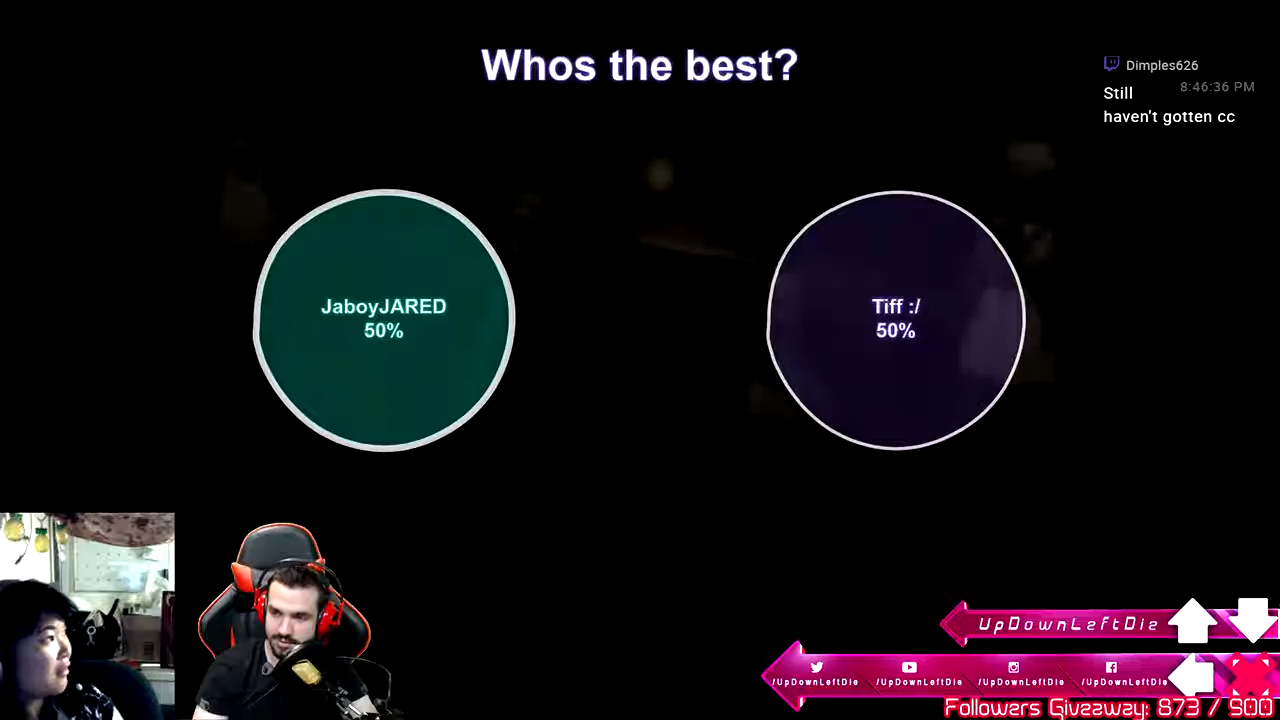 Whos the best?
Dimples626
Still 8:46:36 PM
haven't gotten cc
JaboyJARED
50%
Tiff :/
50%
UpDownLeftDie
/UpDownLeftDie /UpDownLeftDie /UpDownLeftDie /UpDownLeftDie
Followers Giveaway: 873 / 900